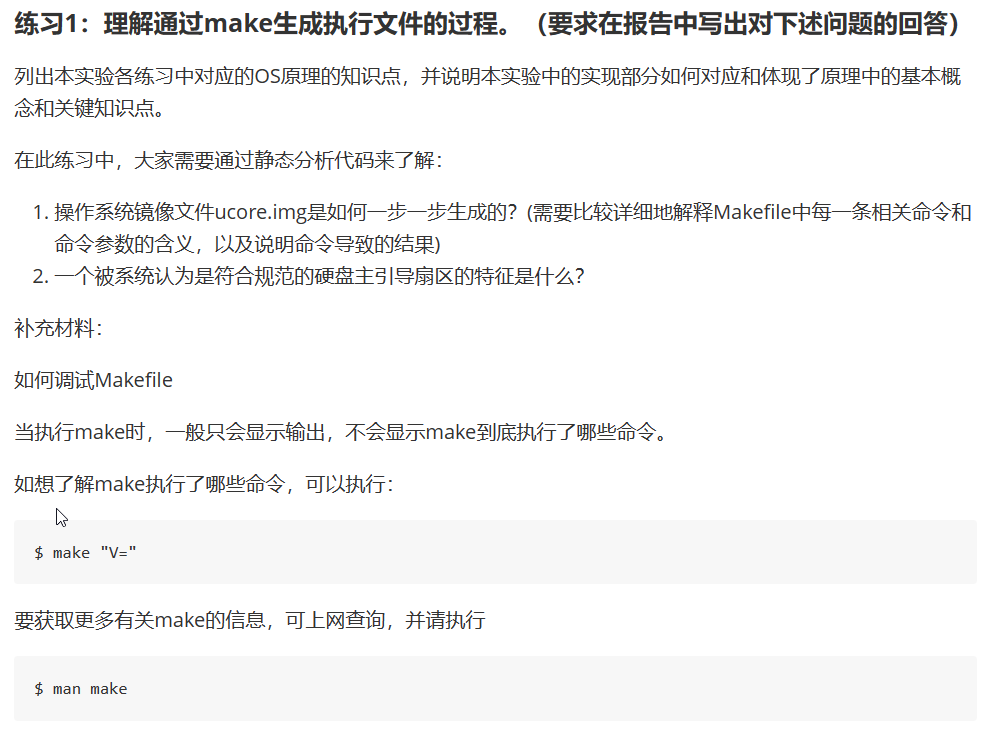 练习1：理解通过make生成执行文件的过程。（要求在报告中写出对下述问题的回答）
列出本实验各练习中对应的OS原理的知识点，并说明本实验中的实现部分如何对应和体现了原理中的基本概
念和关键知识点。
在此练习中，大家需要通过静态分析代码来了解：
1. 操作系统镜像文件ucore.img是如何一步一步生成的？(需要比较详细地解释Makefile中每一条相关命令和
命令参数的含义，以及说明命令导致的结果)
2. 一个被系统认为是符合规范的硬盘主引导扇区的特征是什么？
补充材料：
如何调试Makefile
当执行make时，一般只会显示输出，不会显示make到底执行了哪些命令。
如想了解make执行了哪些命令，可以执行：
$ make "V="
要获取更多有关make的信息，可上网查询，并请执行
$ man make